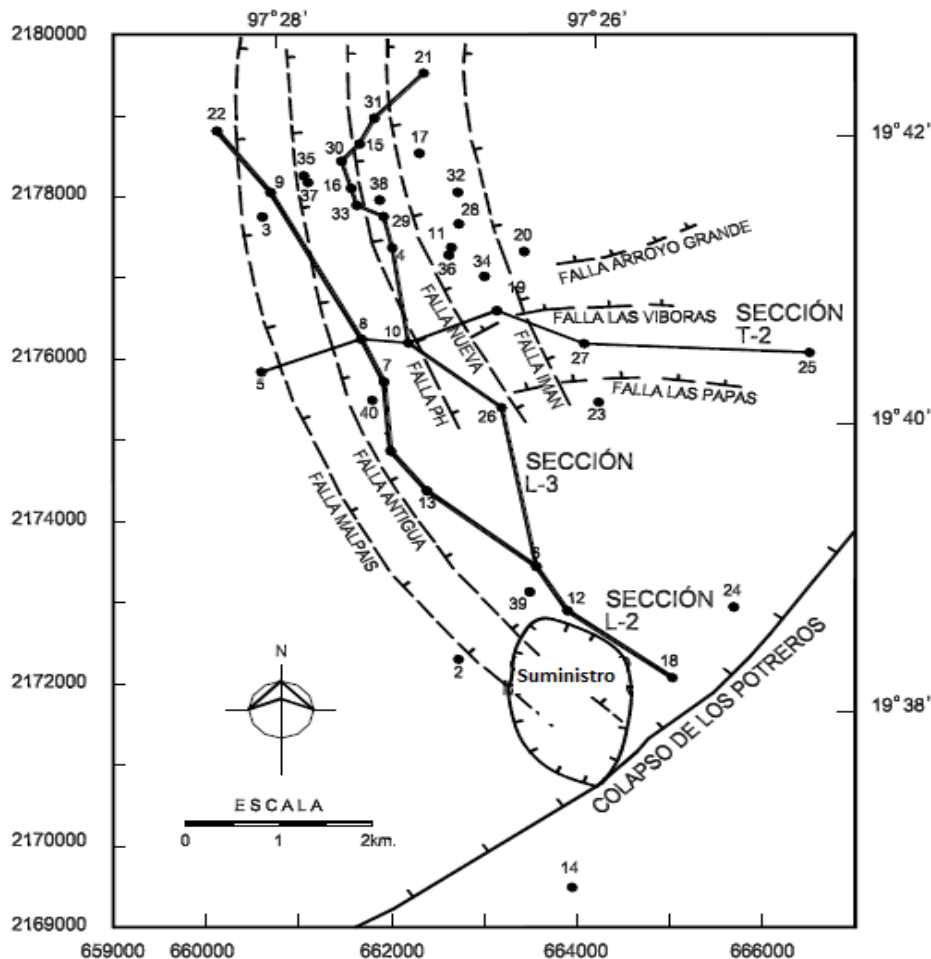 97° 28'
97° 26'
2180000
21
22
31
17
19° 42'
30
15
35
2178000
9
37
16
38
32
3
33
29
28
20
4
11
36
34
FALLA ARROYO GRANDE
19
8
10
FALLA LAS VIBORAS
SECCIÓN
T-2
2176000
5
7
27
25
FALLA NUEVA
FALLA IMAN
FALLA PH
FALLA LAS PAPAS
40
26
23
19° 40'
SECCIÓN
L-3
13
FALLA MALPAIS
FALLA ANTIGUA
2174000
6
39
12
SECCIÓN
L-2
24
2
18
2172000
Suministro
19° 38'
N
COLAPSO DE LOS POTREROS
ESCALA
0 1 2km.
2170000
14
2169000
659000 660000 662000 664000 666000